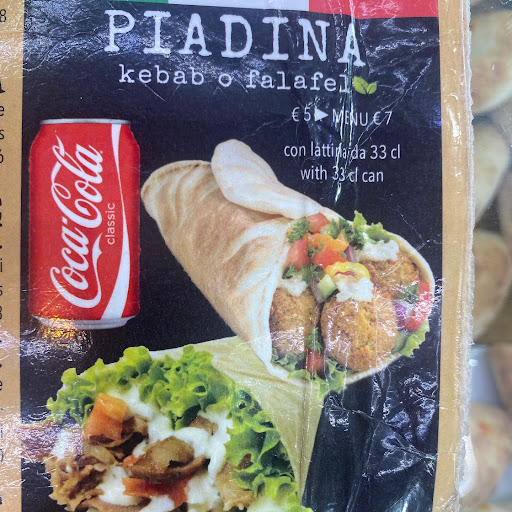 PIADINA
kebab o falafel
€ 5 ▶ MENU € 7
con lattina da 33 cl
with 33 cl can
Coca-Cola
classic